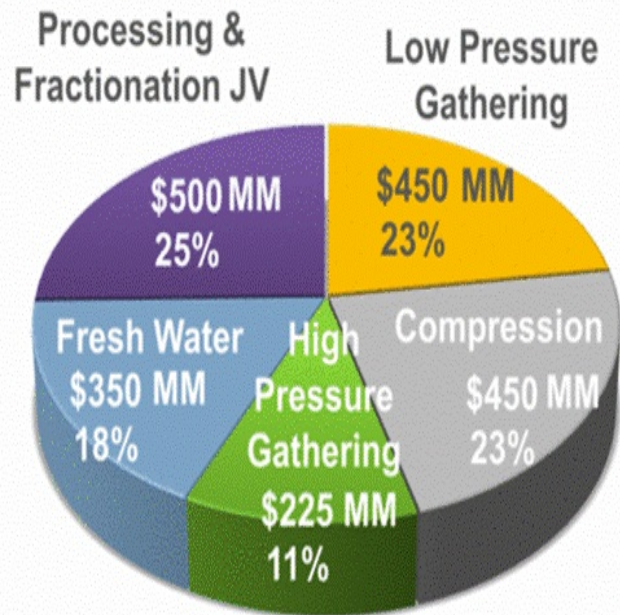 Processing &
Fractionation JV
Low Pressure
Gathering
$500 MM
25%
$450 MM
23%
Fresh Water
$350 MM
18%
High
Pressure
Gathering
$225 MM
11%
Compression
$450 MM
23%